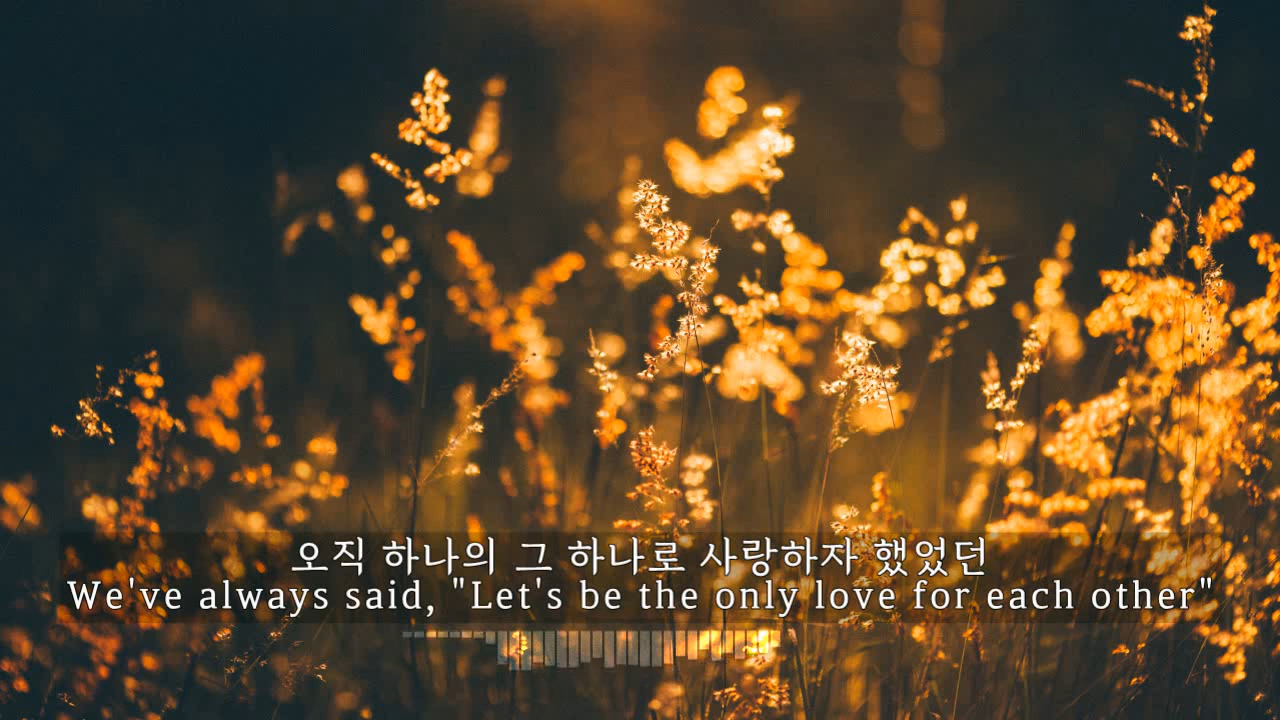 오직 하나의 그 하나로 사랑하자 했었던
We've always said, "Let's be the only love for each other"